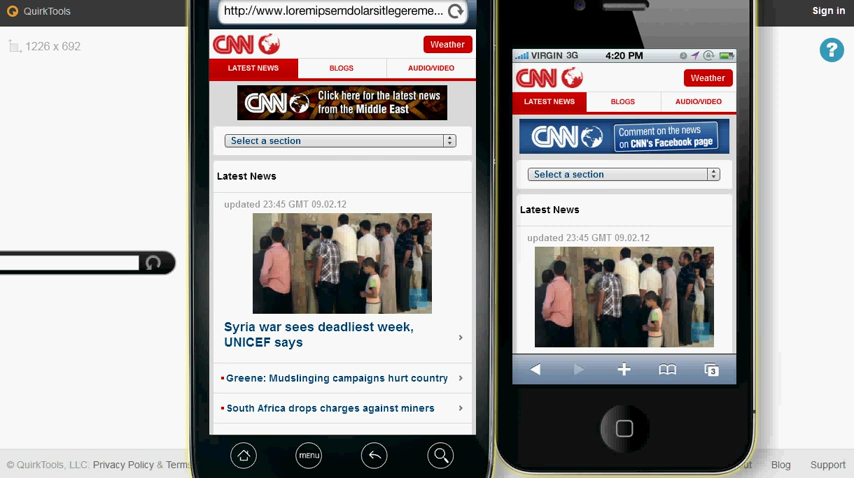 QuirkTools
Sign in
1226 x 692
?
http://www.loremipsemdolarsitlegereme...
CNN
Weather
LATEST NEWS
BLOGS
AUDIO/VIDEO
CNN
Click here for the latest news
from the Middle East
Select a section
Latest News
updated 23:45 GMT 09.02.12
Syria war sees deadliest week,
UNICEF says
Greene: Mudslinging campaigns hurt country
South Africa drops charges against miners
MENU
VIRGIN 3G
4:20 PM
CNN
Weather
LATEST NEWS
BLOGS
AUDIO/VIDEO
CNN
Comment on the news
on CNN's Facebook page
Select a section
Latest News
updated 23:45 GMT 09.02.12
3
© QuirkTools, LLC. Privacy Policy & Terms
Blog
Support